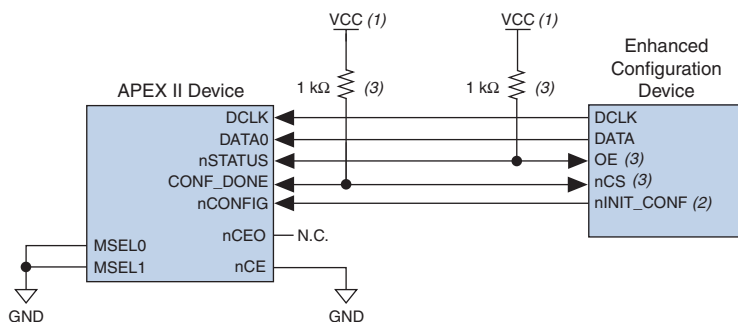 VCC (1)
VCC (1)
1 kΩ
(3)
1 kΩ
(3)
Enhanced
Configuration
Device
APEX II Device
DCLK
DATA0
nSTATUS
CONF_DONE
nCONFIG
nCEO
N.C.
MSEL0
MSEL1
nCE
GND
GND
DCLK
DATA
OE (3)
nCS (3)
nINIT_CONF (2)